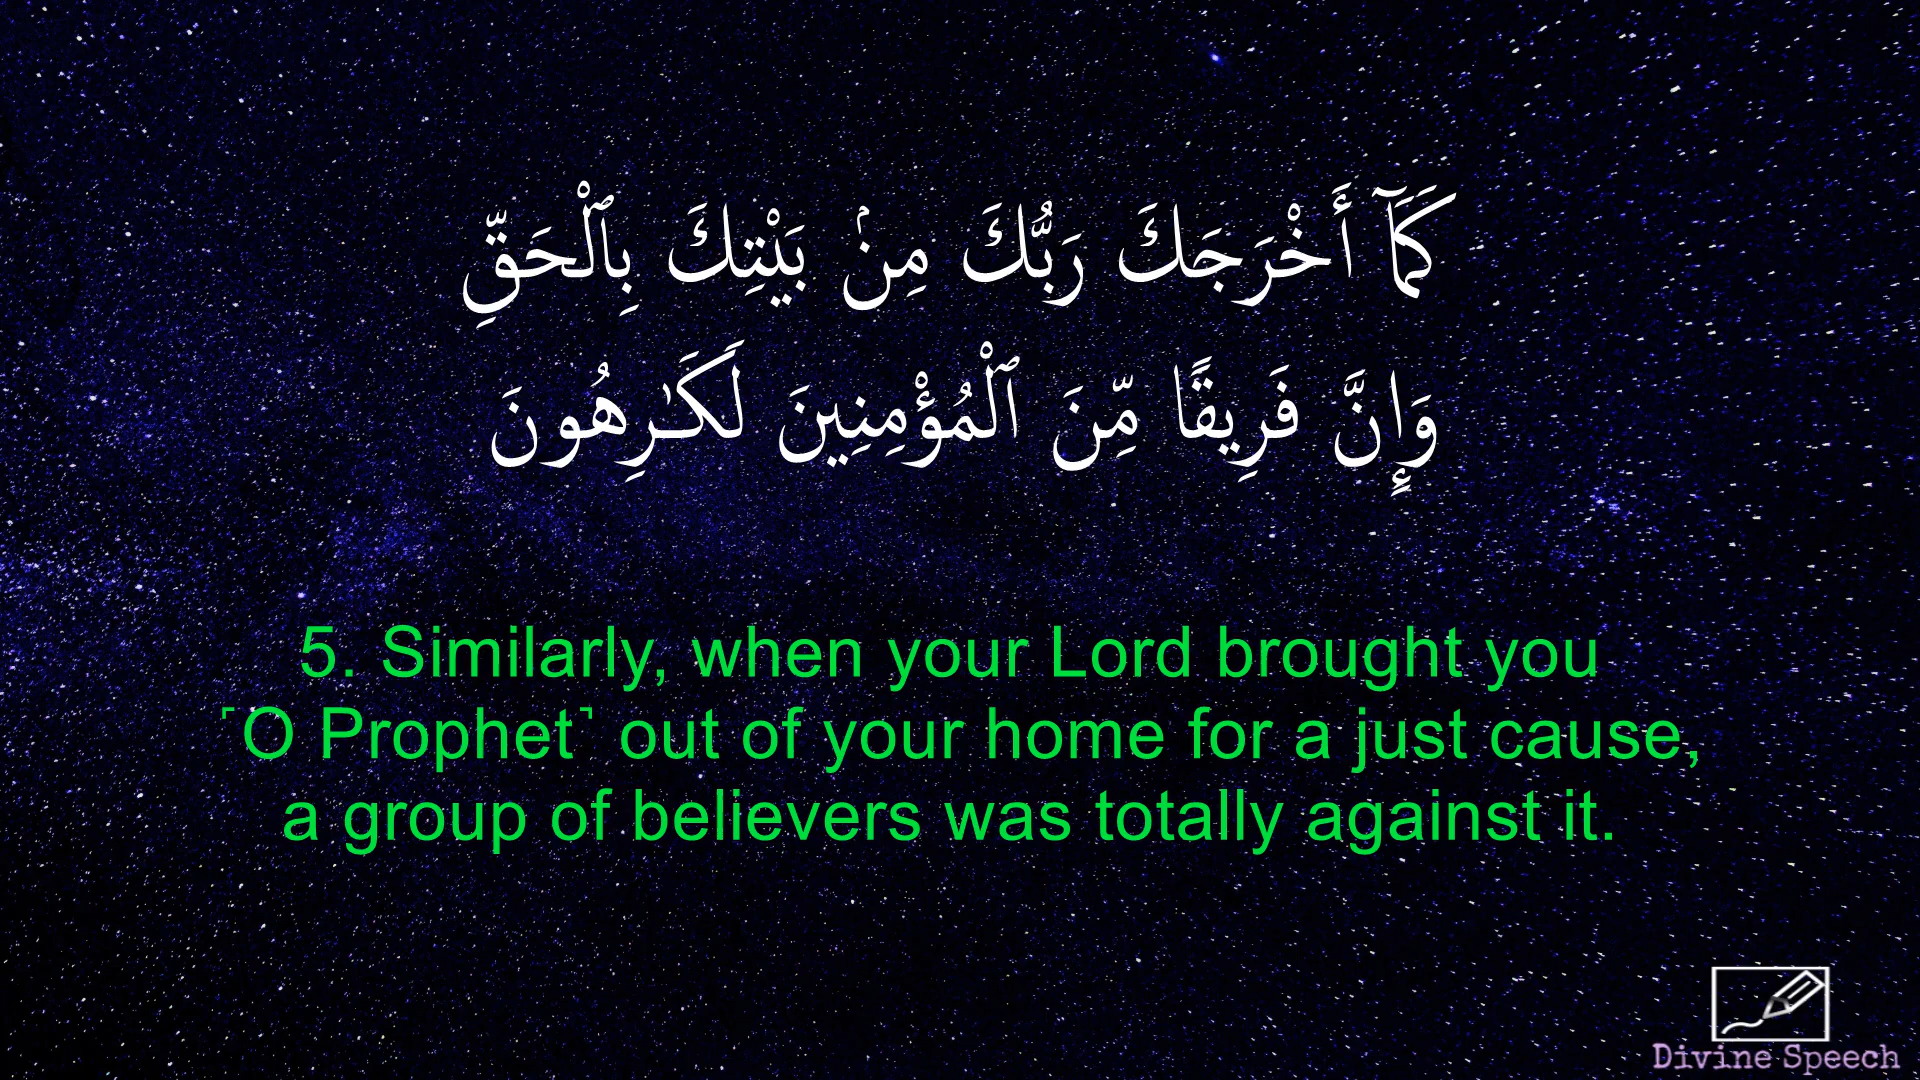 كَمَآ أَخْرَجَكَ رَبُّكَ مِنۢ بَيْتِكَ بِٱلْحَقِّ
وَإِنَّ فَرِيقًا مِّنَ ٱلْمُؤْمِنِينَ لَكَـٰرِهُونَ
5. Similarly, when your Lord brought you
˹O Prophet˺ out of your home for a just cause,
a group of believers was totally against it.
Divine Speech